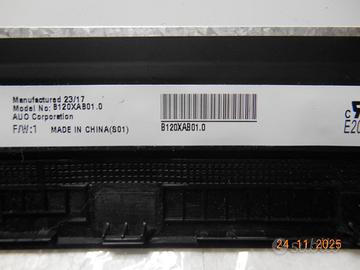 Manufactured 23/17
Model No: B120XAB01.0
AUO Corporation
F/W:1 MADE IN CHINA(S01)
B120XAB01.0
E20
24 11 2025